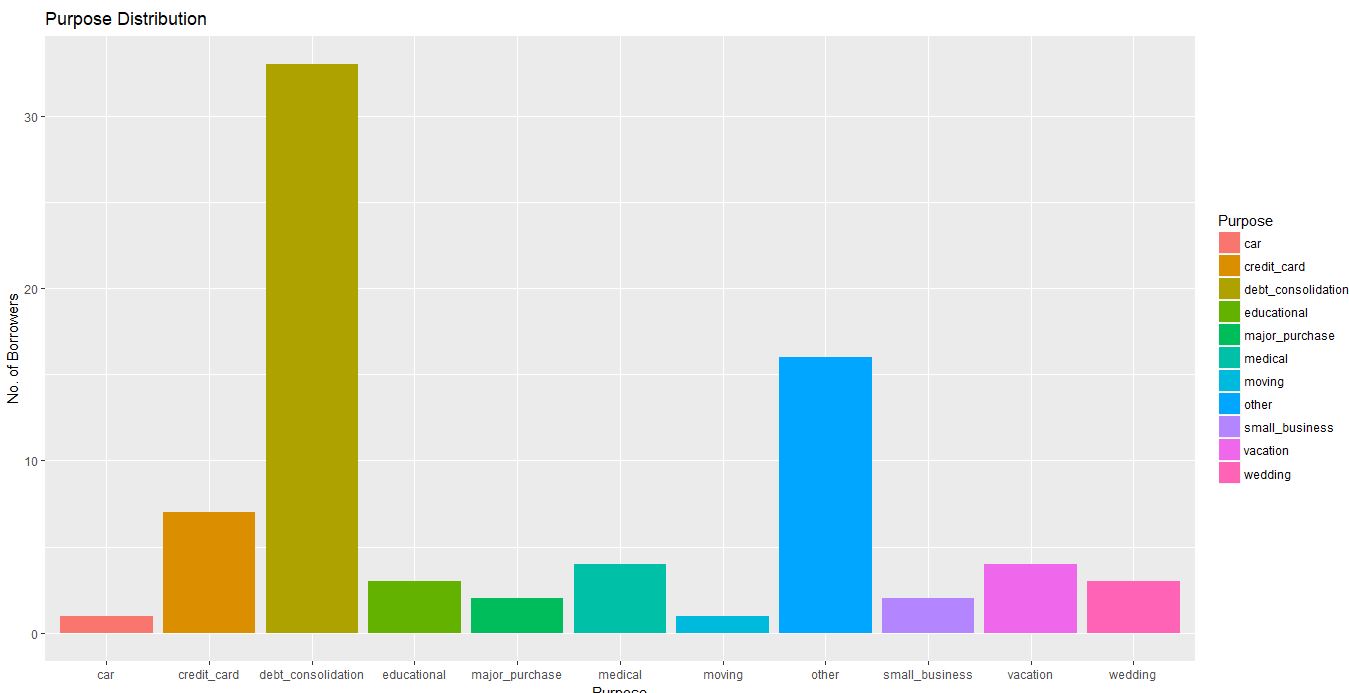 Purpose Distribution
No. of Borrowers
30
20
10
0
car
credit_card
debt_consolidation
educational
major_purchase
medical
moving
other
small_business
vacation
wedding
Purpose
Purpose
car
credit_card
debt_consolidation
educational
major_purchase
medical
moving
other
small_business
vacation
wedding